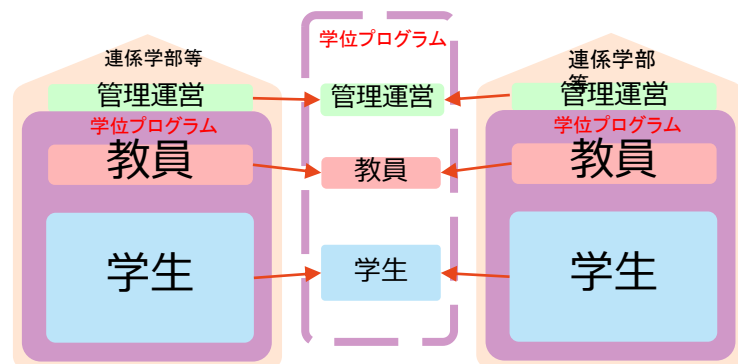 連係学部等
管理運営
学位プログラム
教員
学生
学位プログラム
管理運営
教員
学生
連係学部
等
管理運営
学位プログラム
教員
学生